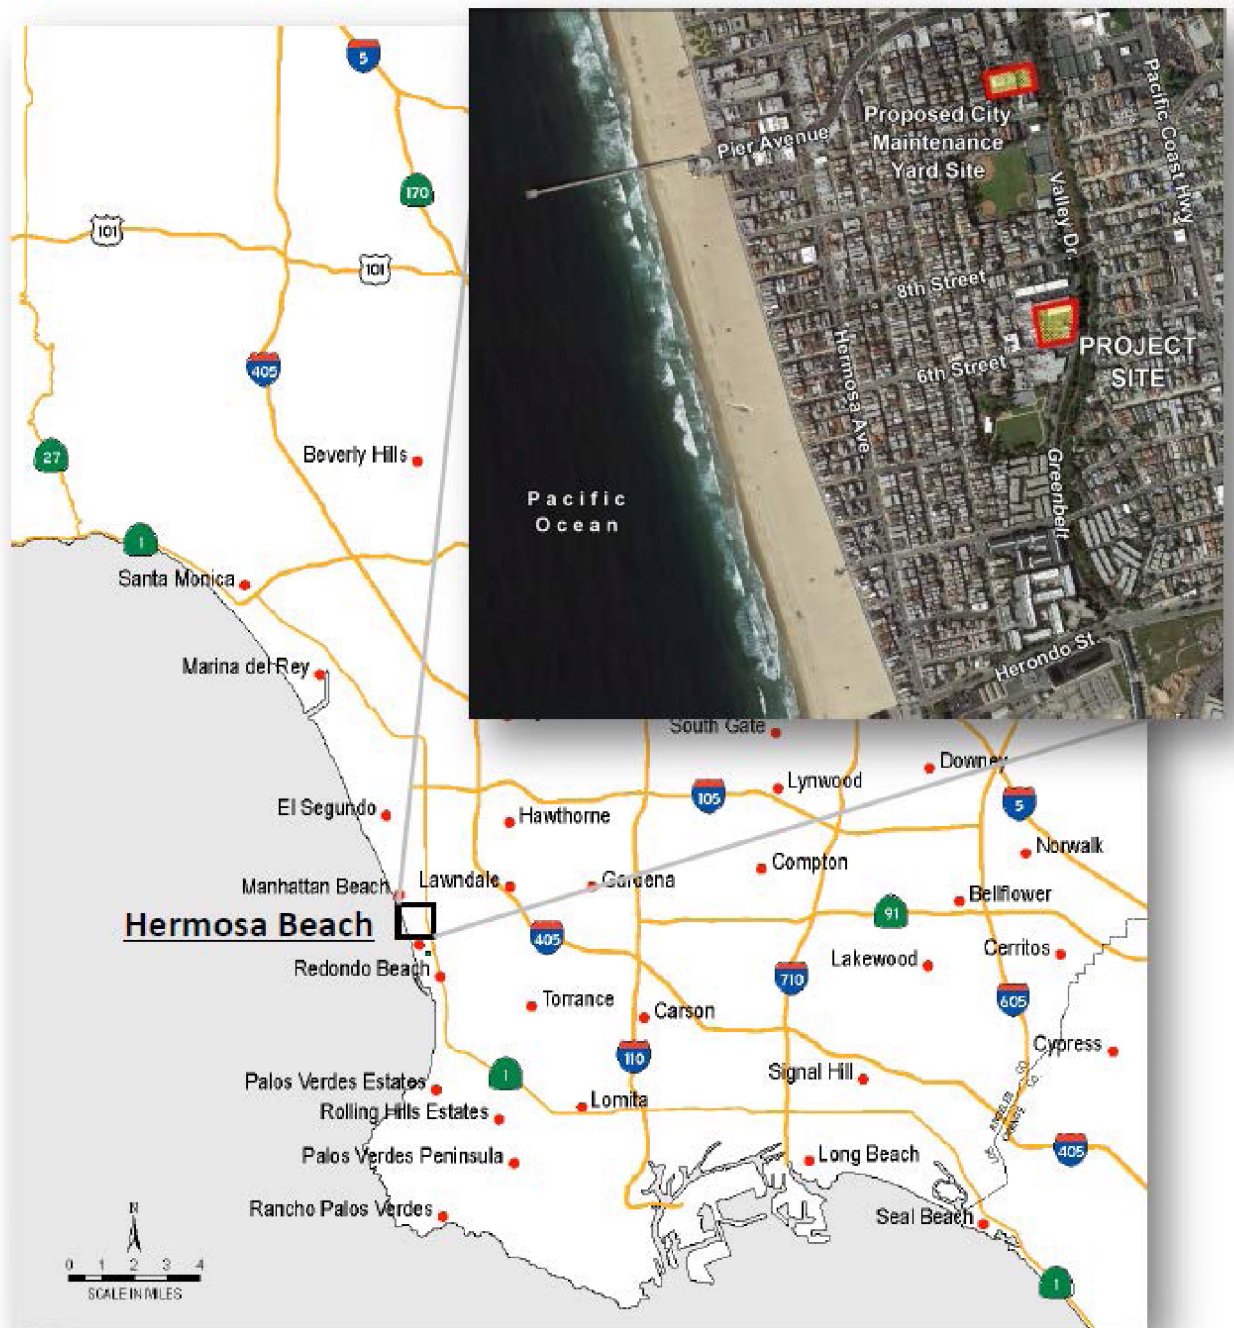 5
170
101
101
405
27
1
Beverly Hills
Santa Monica
Marina del Rey
Pacific
Ocean
Pier Avenue
Proposed City
Maintenance
Yard Site
Valley Dr.
Pacific Coast Hwy
8th Street
6th Street
Hermosa Ave.
PROJECT
SITE
Greenbelt
Herondo St.
South Gate
Downey
Lynwood
105
5
El Segundo
Hawthorne
Norwalk
Compton
Manhattan Beach
Lawndale
Gardena
Bellflower
91
Hermosa Beach
405
Cerritos
Lakewood
Redondo Beach
710
605
Torrance
Carson
110
Cypress
Signal Hill
1
Palos Verdes Estates
Lomita
Rolling Hills Estates
LOS ANGELES CO
ORANGE CO
405
Long Beach
Palos Verdes Peninsula
Rancho Palos Verdes
Seal Beach
1
N
0 1 2 3 4
SCALE IN MILES